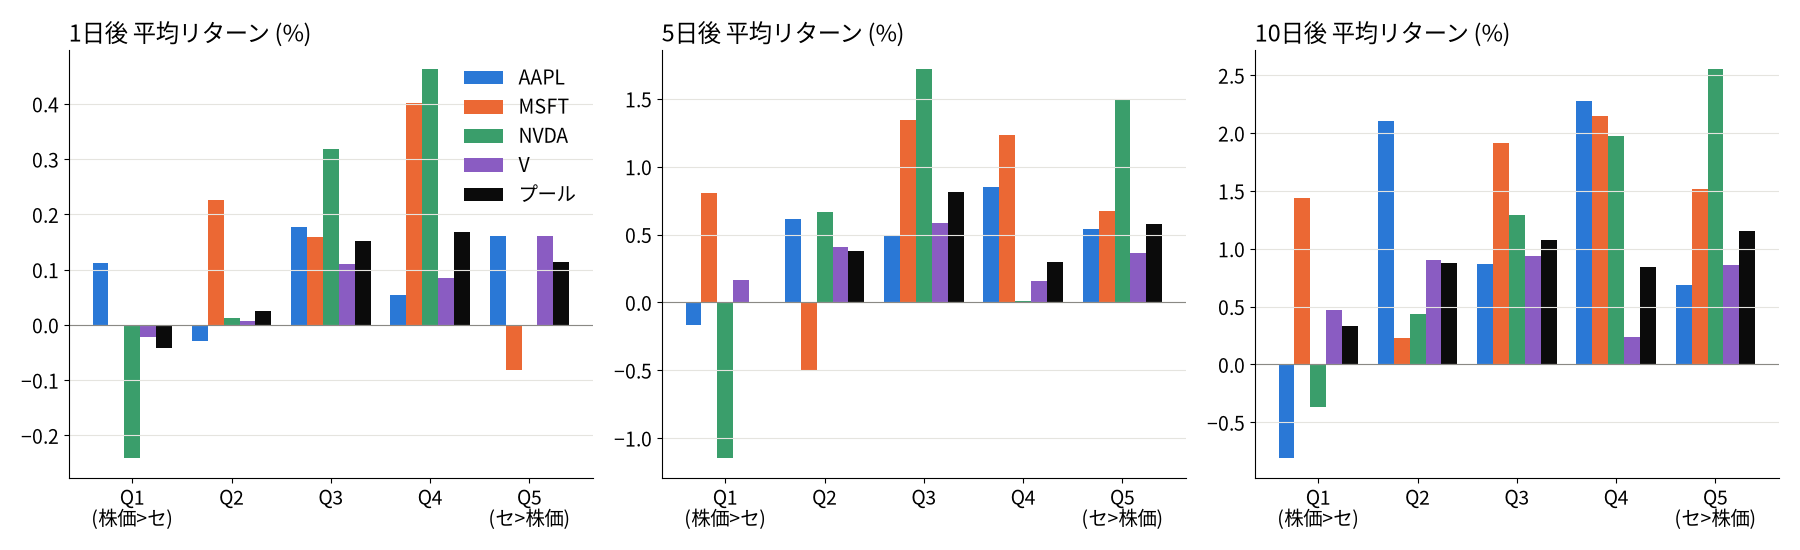 1日後 平均リターン (%)
0.4
0.3
0.2
0.1
0.0
−0.1
−0.2
AAPL
MSFT
NVDA
V
プール
Q1
(株価>セ)
Q2
Q3
Q4
Q5
(セ>株価)
5日後 平均リターン (%)
1.5
1.0
0.5
0.0
−0.5
−1.0
Q1
(株価>セ)
Q2
Q3
Q4
Q5
(セ>株価)
10日後 平均リターン (%)
2.5
2.0
1.5
1.0
0.5
0.0
−0.5
Q1
(株価>セ)
Q2
Q3
Q4
Q5
(セ>株価)